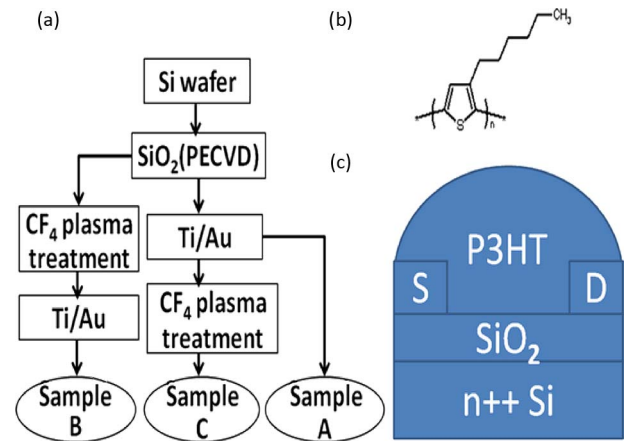 (a)
Si wafer
SiO₂(PECVD)
CF₄ plasma
treatment
Ti/Au
Sample
B
Ti/Au
CF₄ plasma
treatment
Sample
C
Sample
A
(b)
CH₃
* ( S )n *
(c)
P3HT
S
D
SiO₂
n++ Si